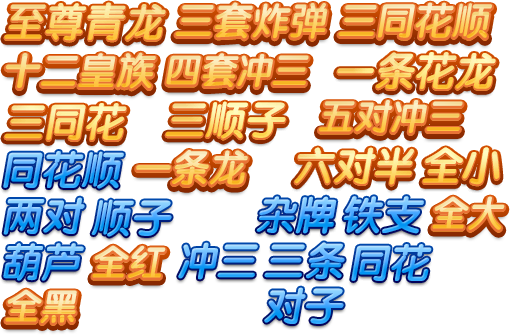 至尊青龙 三套炸弹 三同花顺
十二皇族 四套冲三 一条花龙
三同花 三顺子 五对冲三
同花顺 一条龙 六对半 全小
两对 顺子 杂牌 铁支 全大
葫芦 全红 冲三 三条 同花
全黑 对子